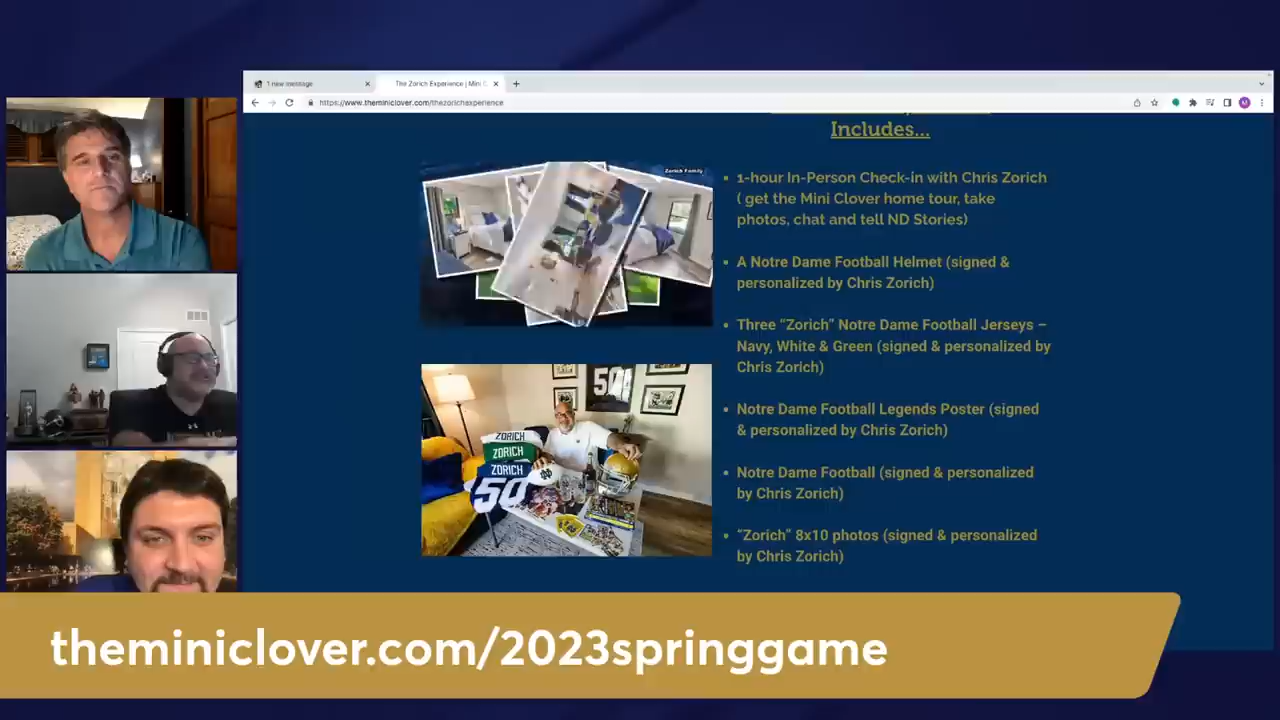 1 new message
The Zorich Experience | Mini C
https://www.theminiclover.com/thezorichexperience
M
Includes...
Zorich Family
• 1-hour In-Person Check-in with Chris Zorich
( get the Mini Clover home tour, take
photos, chat and tell ND Stories)
• A Notre Dame Football Helmet (signed &
personalized by Chris Zorich)
• Three “Zorich” Notre Dame Football Jerseys –
Navy, White & Green (signed & personalized by
Chris Zorich)
• Notre Dame Football Legends Poster (signed
& personalized by Chris Zorich)
• Notre Dame Football (signed & personalized
by Chris Zorich)
• “Zorich” 8x10 photos (signed & personalized
by Chris Zorich)
50
ZORICH
ZORICH
ZORICH
50
theminiclover.com/2023springgame